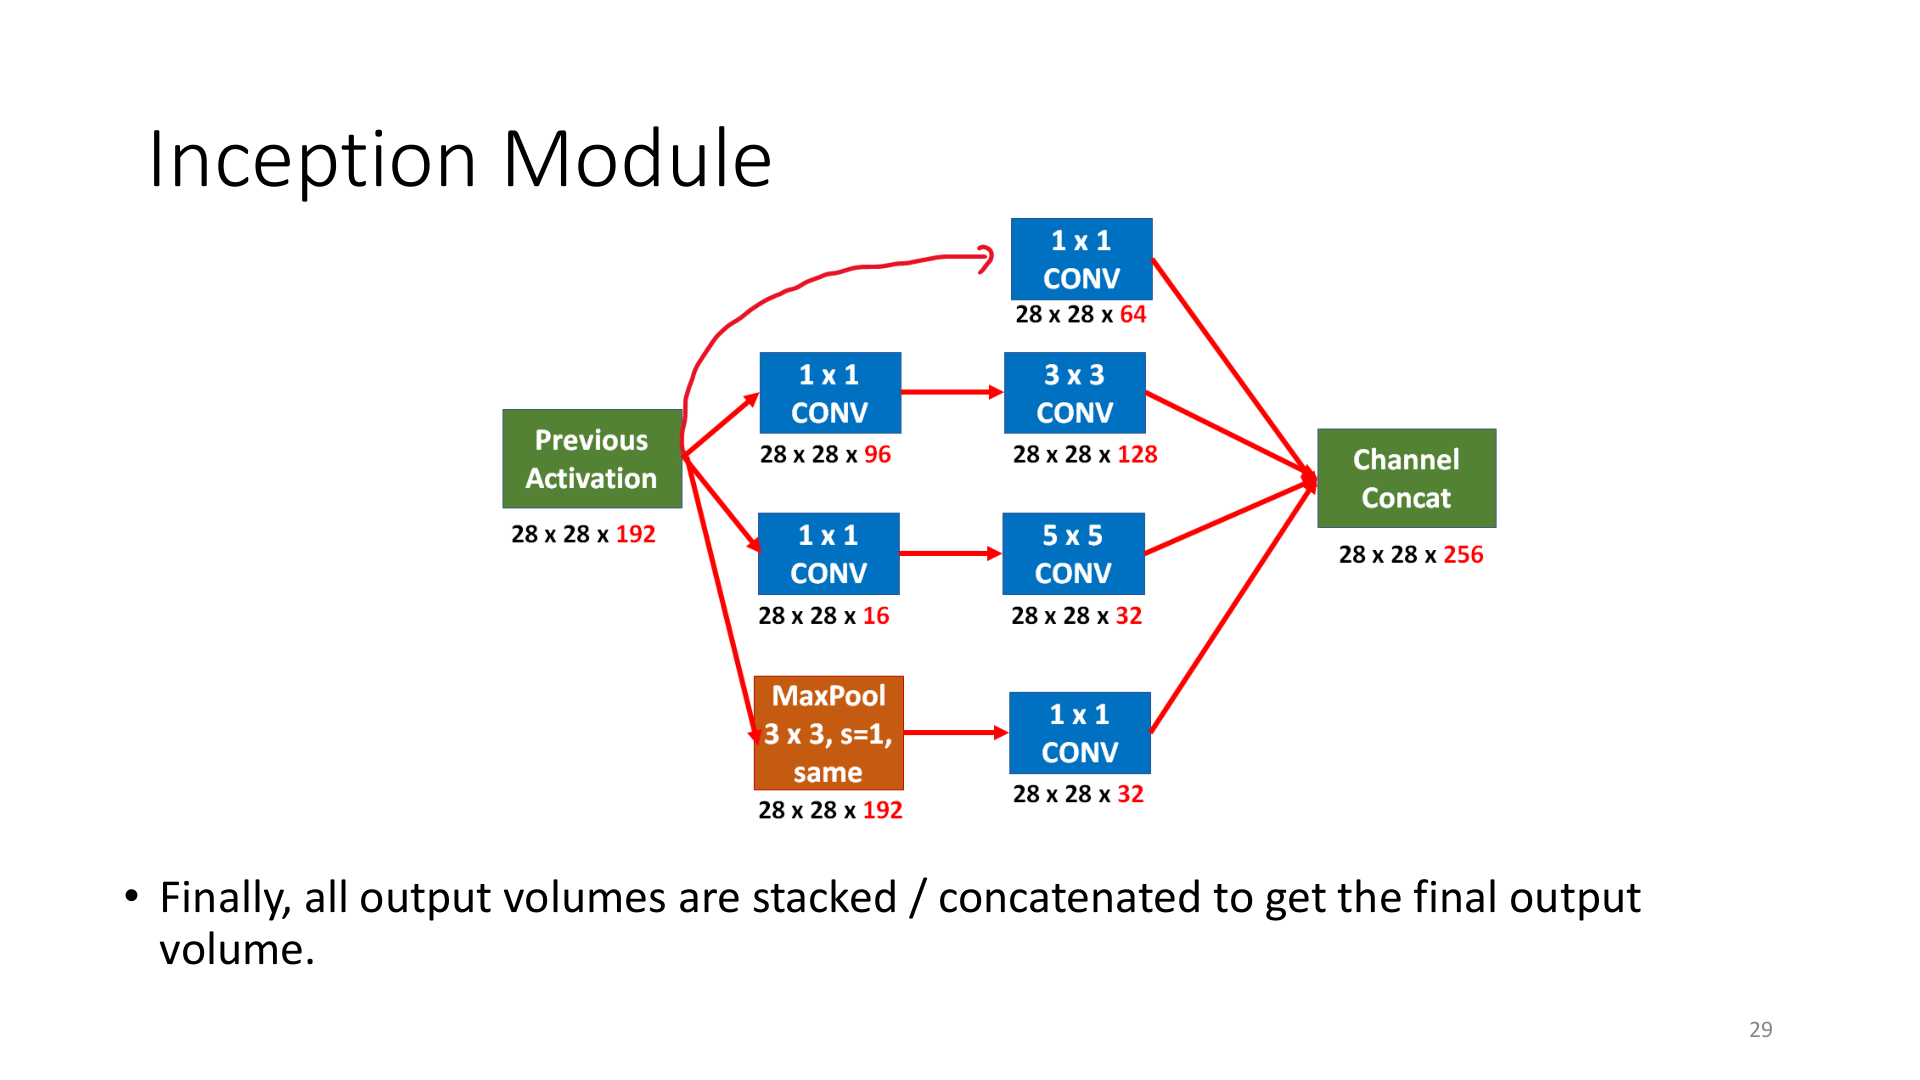 Inception Module
1 x 1
CONV
28 x 28 x 64
1 x 1
CONV
28 x 28 x 96
3 x 3
CONV
28 x 28 x 128
Previous
Activation
28 x 28 x 192
Channel
Concat
28 x 28 x 256
1 x 1
CONV
28 x 28 x 16
5 x 5
CONV
28 x 28 x 32
MaxPool
3 x 3, s=1,
same
28 x 28 x 192
1 x 1
CONV
28 x 28 x 32
• Finally, all output volumes are stacked / concatenated to get the final output
volume.
29